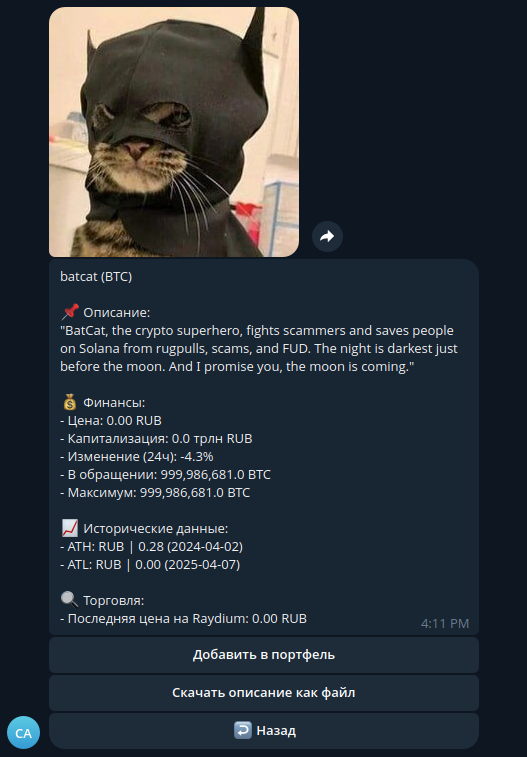 batcat (BTC)
📌 Описание:
"BatCat, the crypto superhero, fights scammers and saves people
on Solana from rugpulls, scams, and FUD. The night is darkest just
before the moon. And I promise you, the moon is coming."
💰 Финансы:
- Цена: 0.00 RUB
- Капитализация: 0.0 трлн RUB
- Изменение (24ч): -4.3%
- В обращении: 999,986,681.0 BTC
- Максимум: 999,986,681.0 BTC
📈 Исторические данные:
- ATH: RUB | 0.28 (2024-04-02)
- ATL: RUB | 0.00 (2025-04-07)
🔍 Торговля:
- Последняя цена на Raydium: 0.00 RUB
4:11 PM
Добавить в портфель
Скачать описание как файл
CA
↩️ Назад